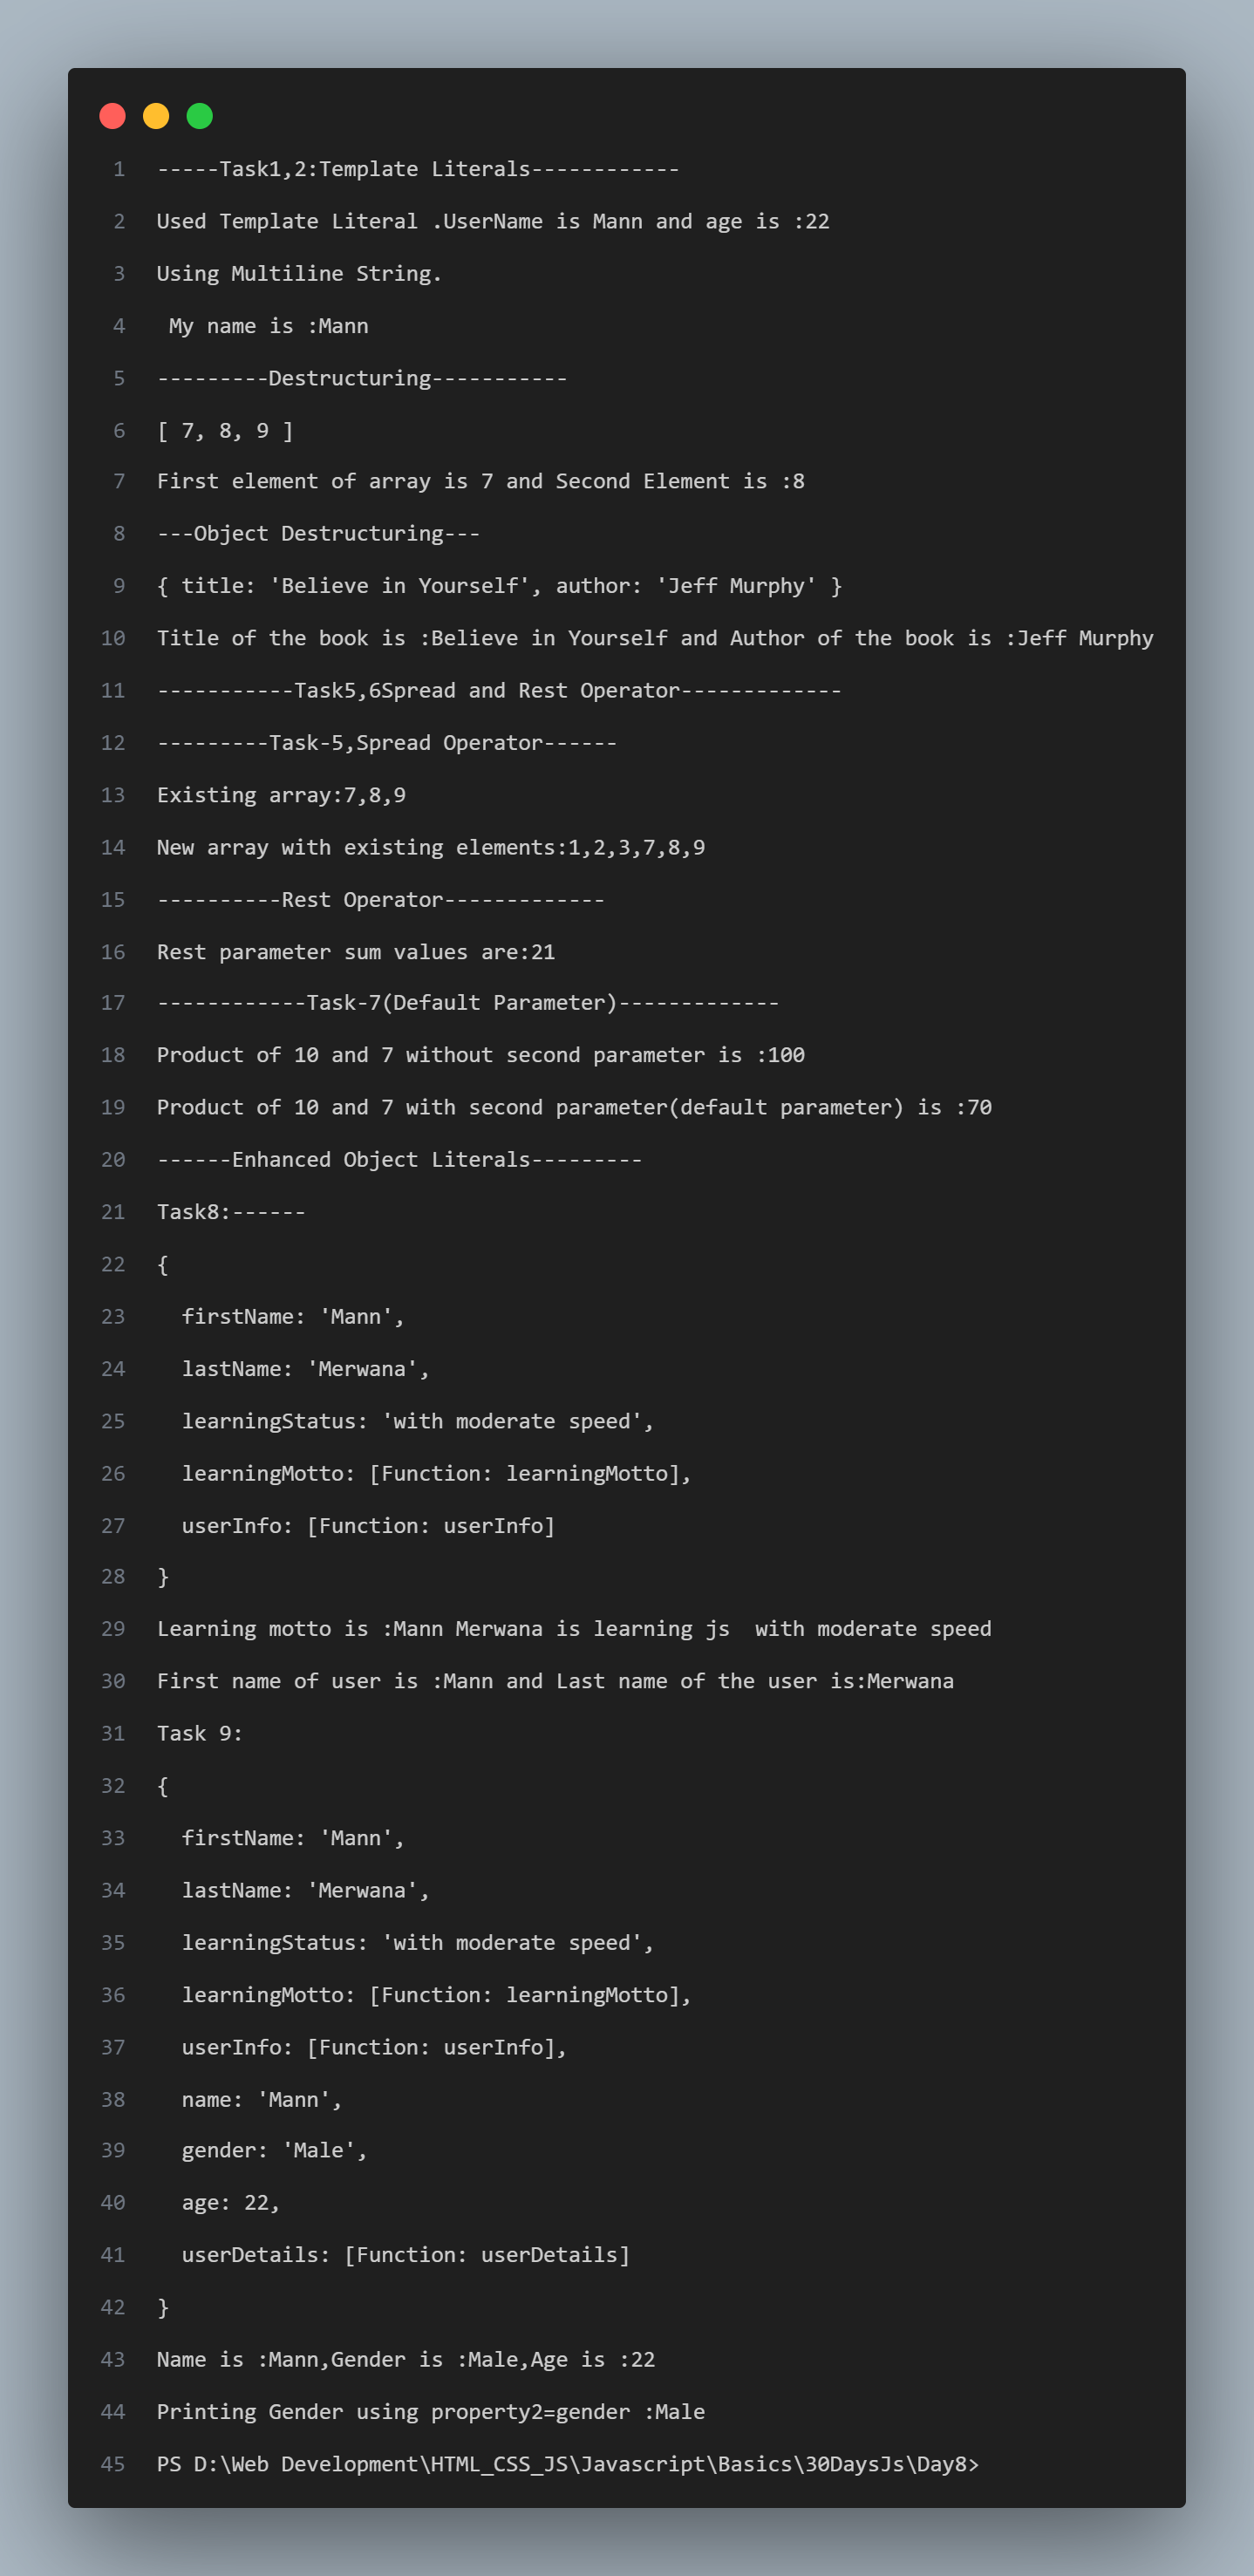 1 -----Task1,2:Template Literals------------
2 Used Template Literal .UserName is Mann and age is :22
3 Using Multiline String.
4  My name is :Mann
5 ---------Destructuring-----------
6 [ 7, 8, 9 ]
7 First element of array is 7 and Second Element is :8
8 ---Object Destructuring---
9 { title: 'Believe in Yourself', author: 'Jeff Murphy' }
10 Title of the book is :Believe in Yourself and Author of the book is :Jeff Murphy
11 -----------Task5,6Spread and Rest Operator-------------
12 ---------Task-5,Spread Operator------
13 Existing array:7,8,9
14 New array with existing elements:1,2,3,7,8,9
15 ----------Rest Operator-------------
16 Rest parameter sum values are:21
17 ------------Task-7(Default Parameter)-------------
18 Product of 10 and 7 without second parameter is :100
19 Product of 10 and 7 with second parameter(default parameter) is :70
20 ------Enhanced Object Literals---------
21 Task8:------
22 {
23   firstName: 'Mann',
24   lastName: 'Merwana',
25   learningStatus: 'with moderate speed',
26   learningMotto: [Function: learningMotto],
27   userInfo: [Function: userInfo]
28 }
29 Learning motto is :Mann Merwana is learning js  with moderate speed
30 First name of user is :Mann and Last name of the user is:Merwana
31 Task 9:
32 {
33   firstName: 'Mann',
34   lastName: 'Merwana',
35   learningStatus: 'with moderate speed',
36   learningMotto: [Function: learningMotto],
37   userInfo: [Function: userInfo],
38   name: 'Mann',
39   gender: 'Male',
40   age: 22,
41   userDetails: [Function: userDetails]
42 }
43 Name is :Mann,Gender is :Male,Age is :22
44 Printing Gender using property2=gender :Male
45 PS D:\Web Development\HTML_CSS_JS\Javascript\Basics\30DaysJs\Day8>